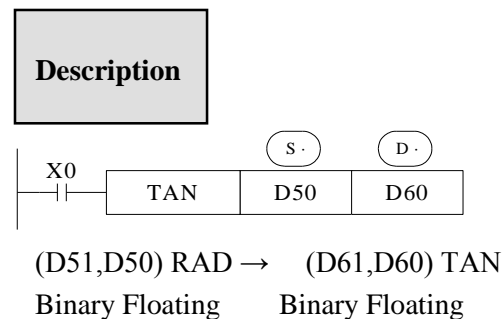 Description
S · D ·
X0
TAN D50 D60
(D51,D50) RAD → (D61,D60) TAN
Binary Floating Binary Floating